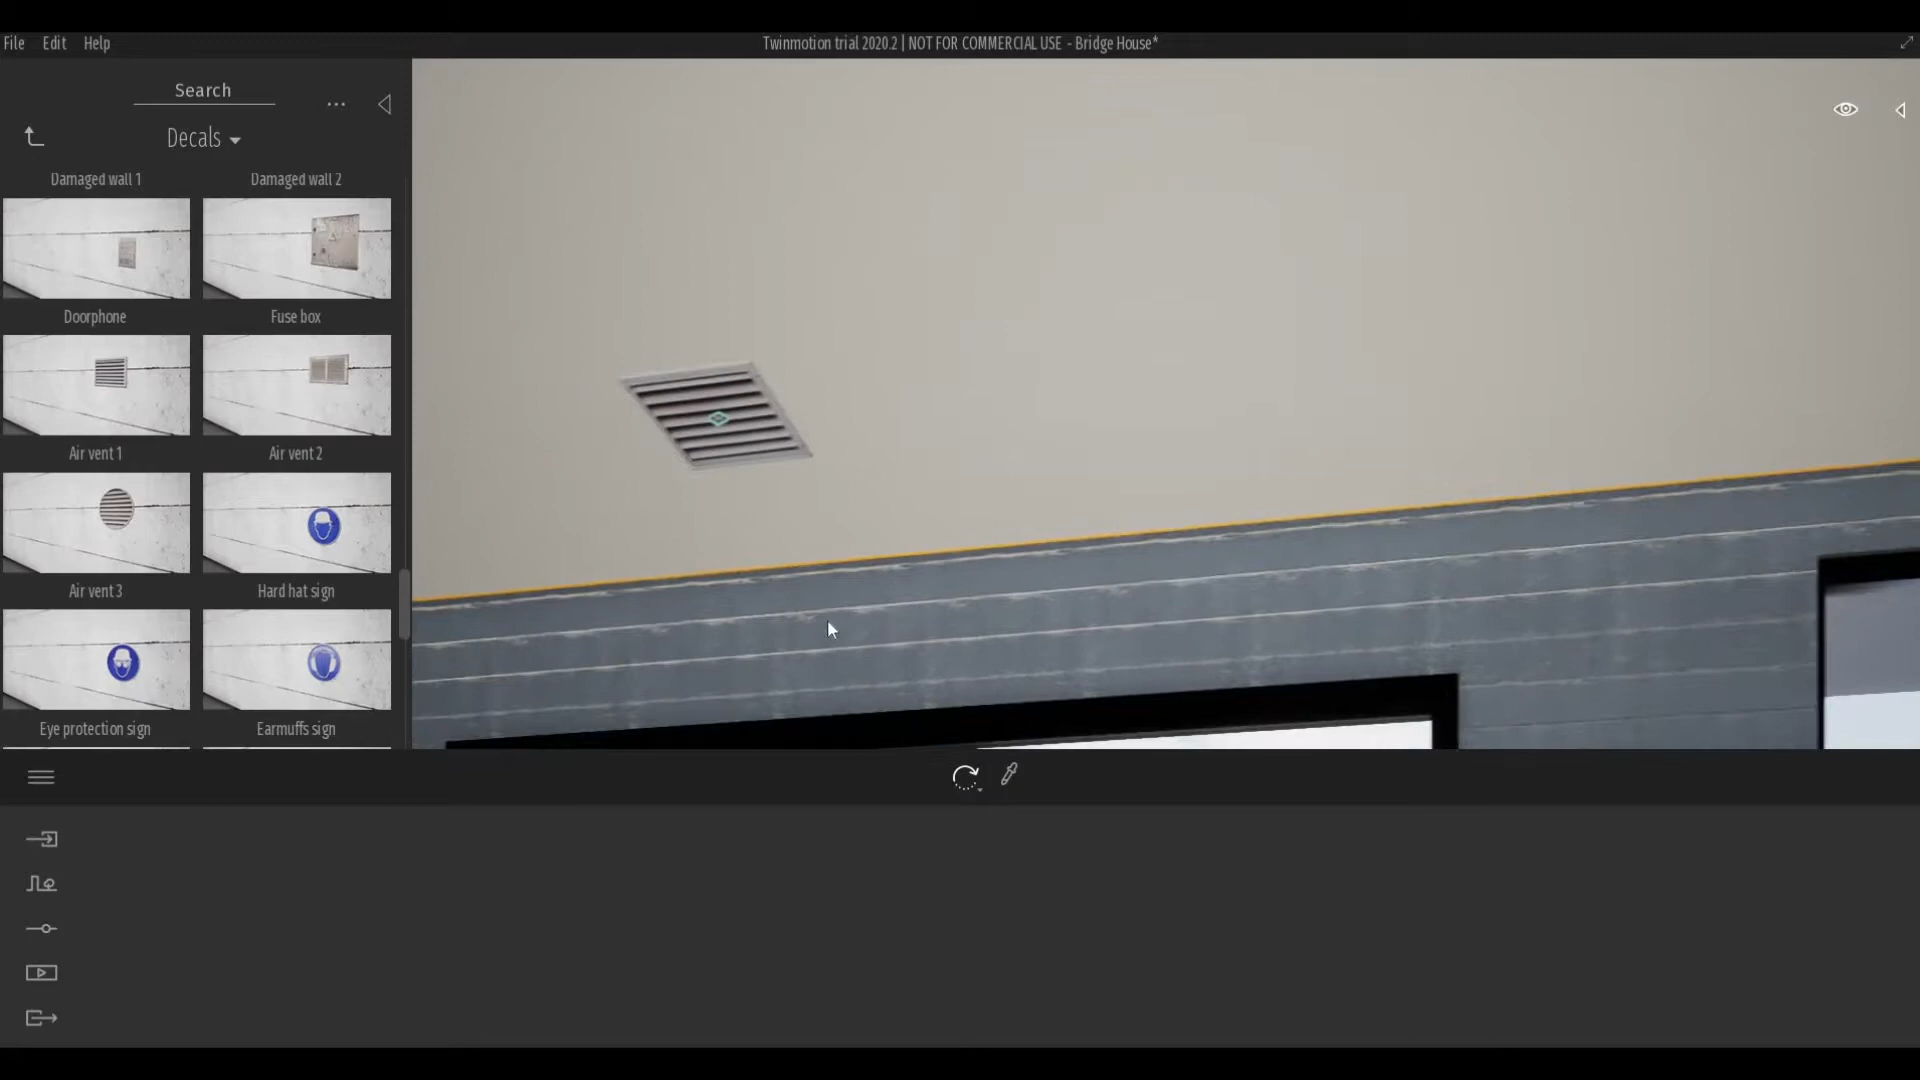 File Edit Help
Twinmotion trial 2020.2 | NOT FOR COMMERCIAL USE - Bridge House*
Search
...
Decals
Damaged wall 1 Damaged wall 2
Doorphone Fuse box
Air vent 1 Air vent 2
Air vent 3 Hard hat sign
Eye protection sign Earmuffs sign